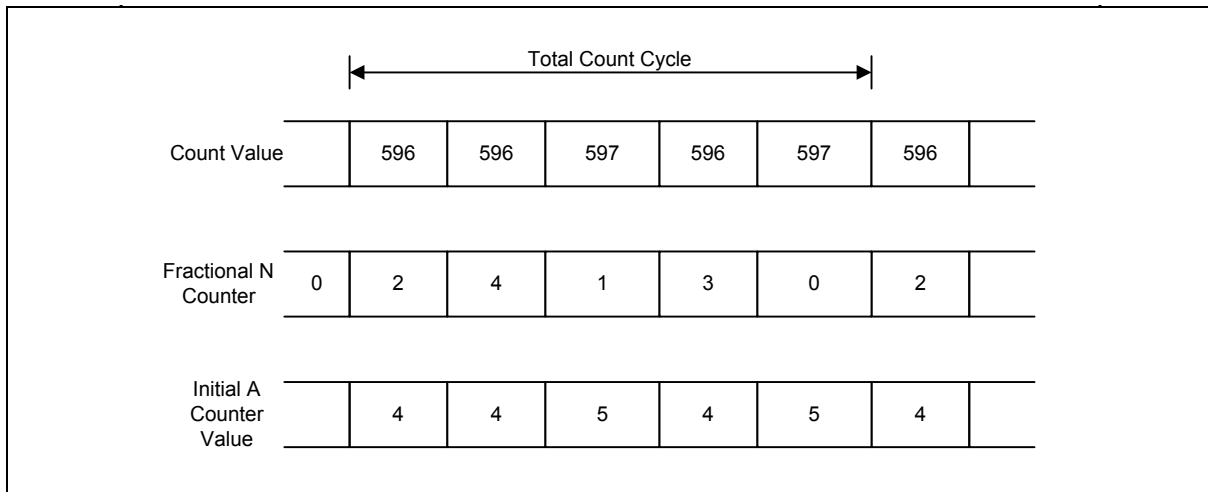 Total Count Cycle
Count Value 596 596 597 596 597 596
Fractional N
Counter
0 2 4 1 3 0 2
Initial A
Counter
Value
4 4 5 4 5 4